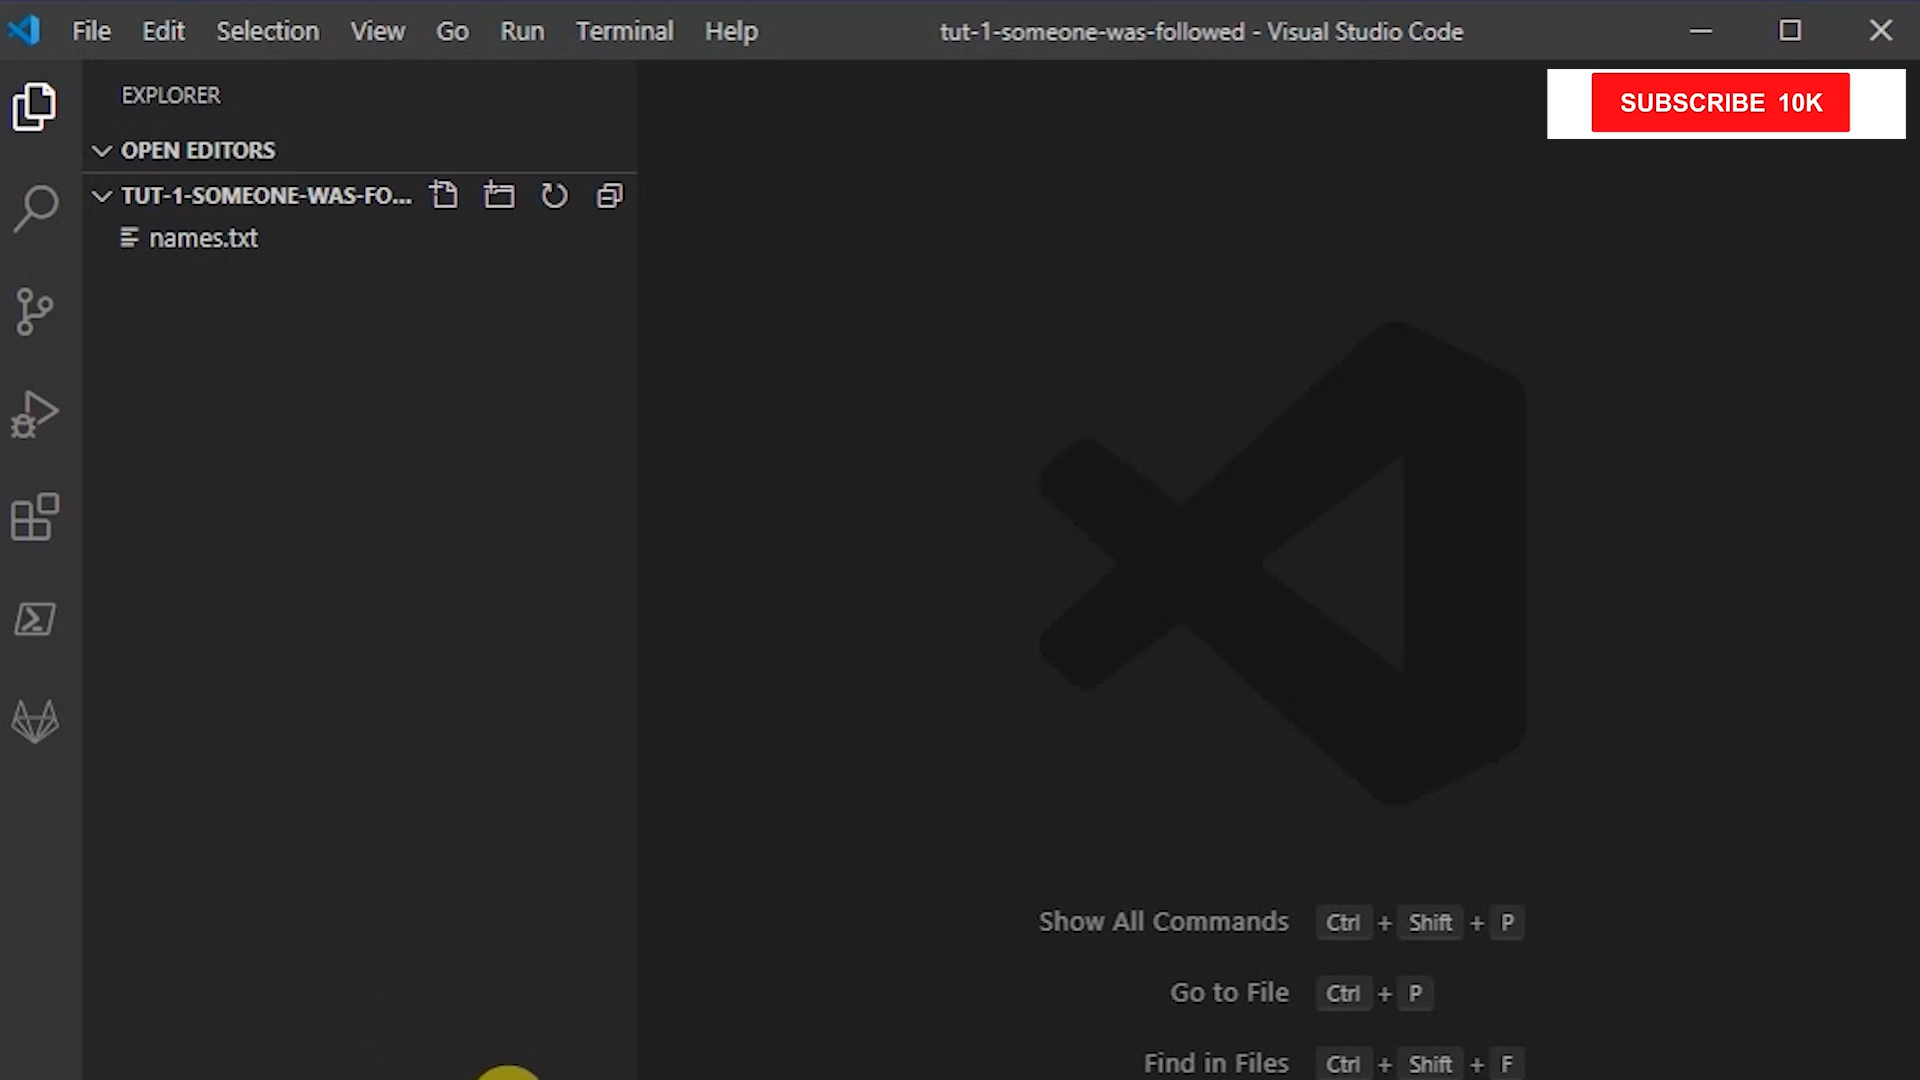 File Edit Selection View Go Run Terminal Help tut-1-someone-was-followed - Visual Studio Code
SUBSCRIBE 10K
EXPLORER
OPEN EDITORS
TUT-1-SOMEONE-WAS-FO...
names.txt
Show All Commands Ctrl + Shift + P
Go to File Ctrl + P
Find in Files Ctrl + Shift + F